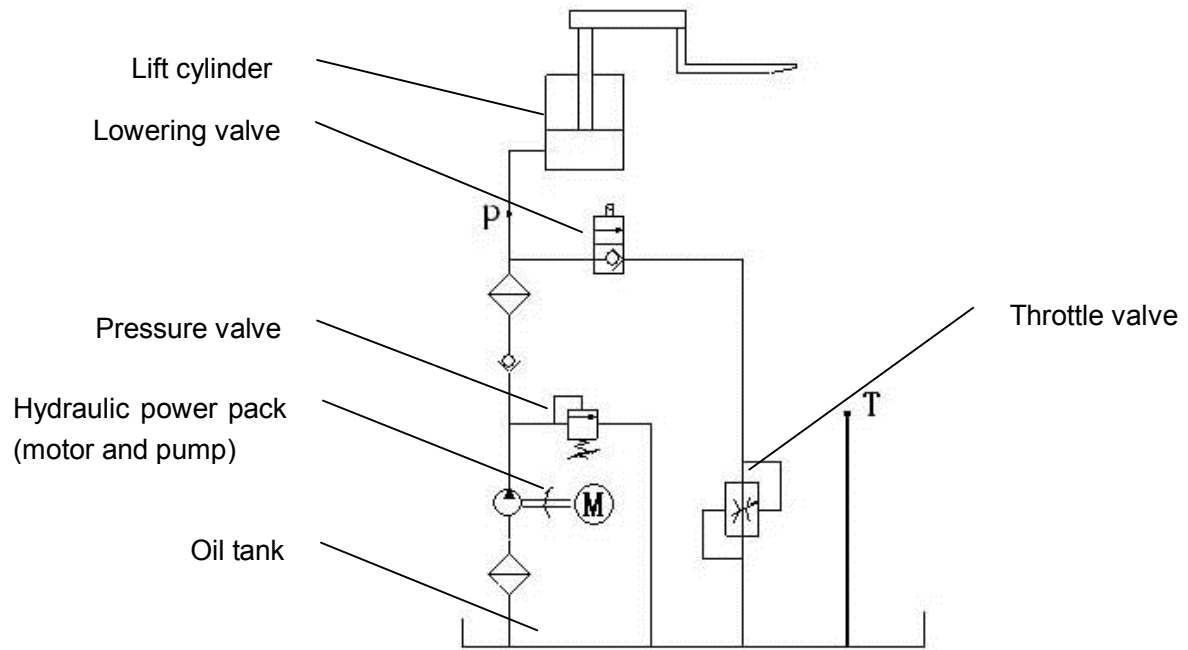 Lift cylinder
Lowering valve
P
Pressure valve
Throttle valve
T
Hydraulic power pack
(motor and pump)
M
Oil tank